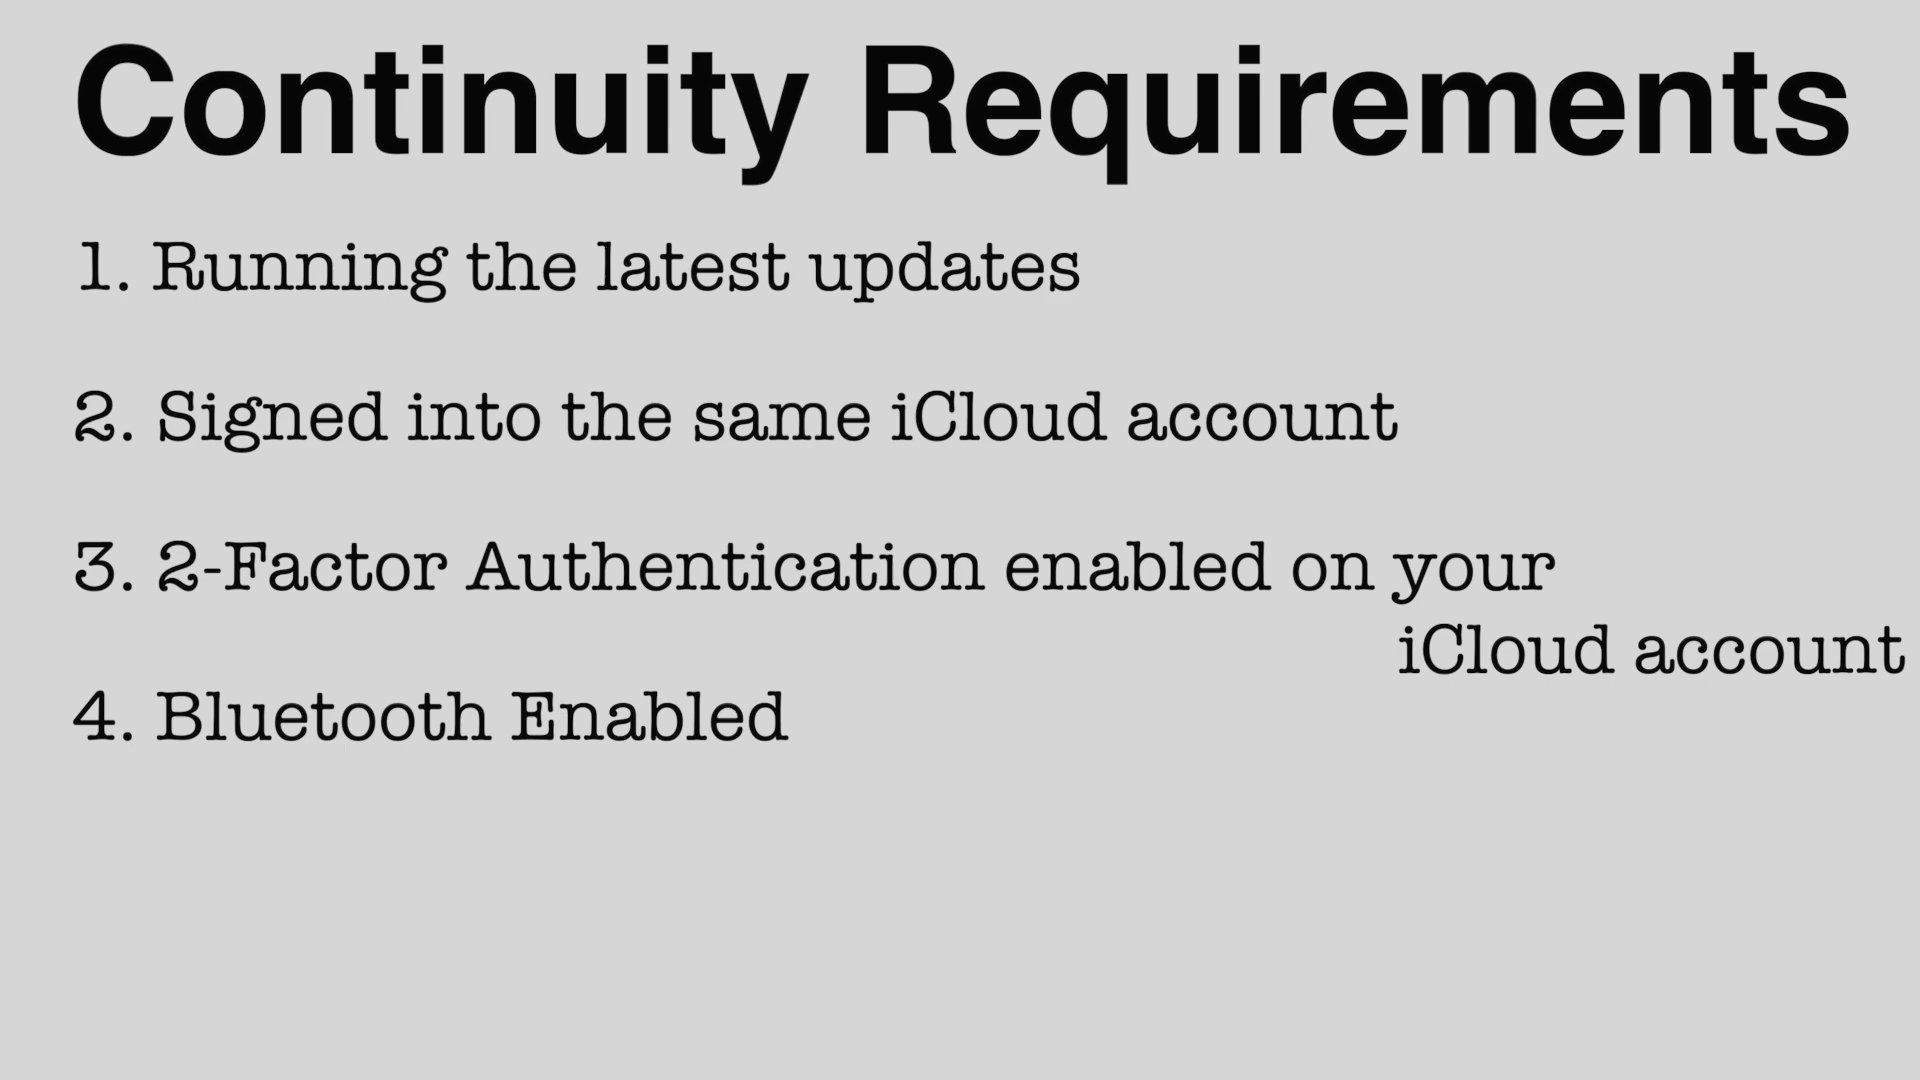 Continuity Requirements
1. Running the latest updates
2. Signed into the same iCloud account
3. 2-Factor Authentication enabled on your
iCloud account
4. Bluetooth Enabled